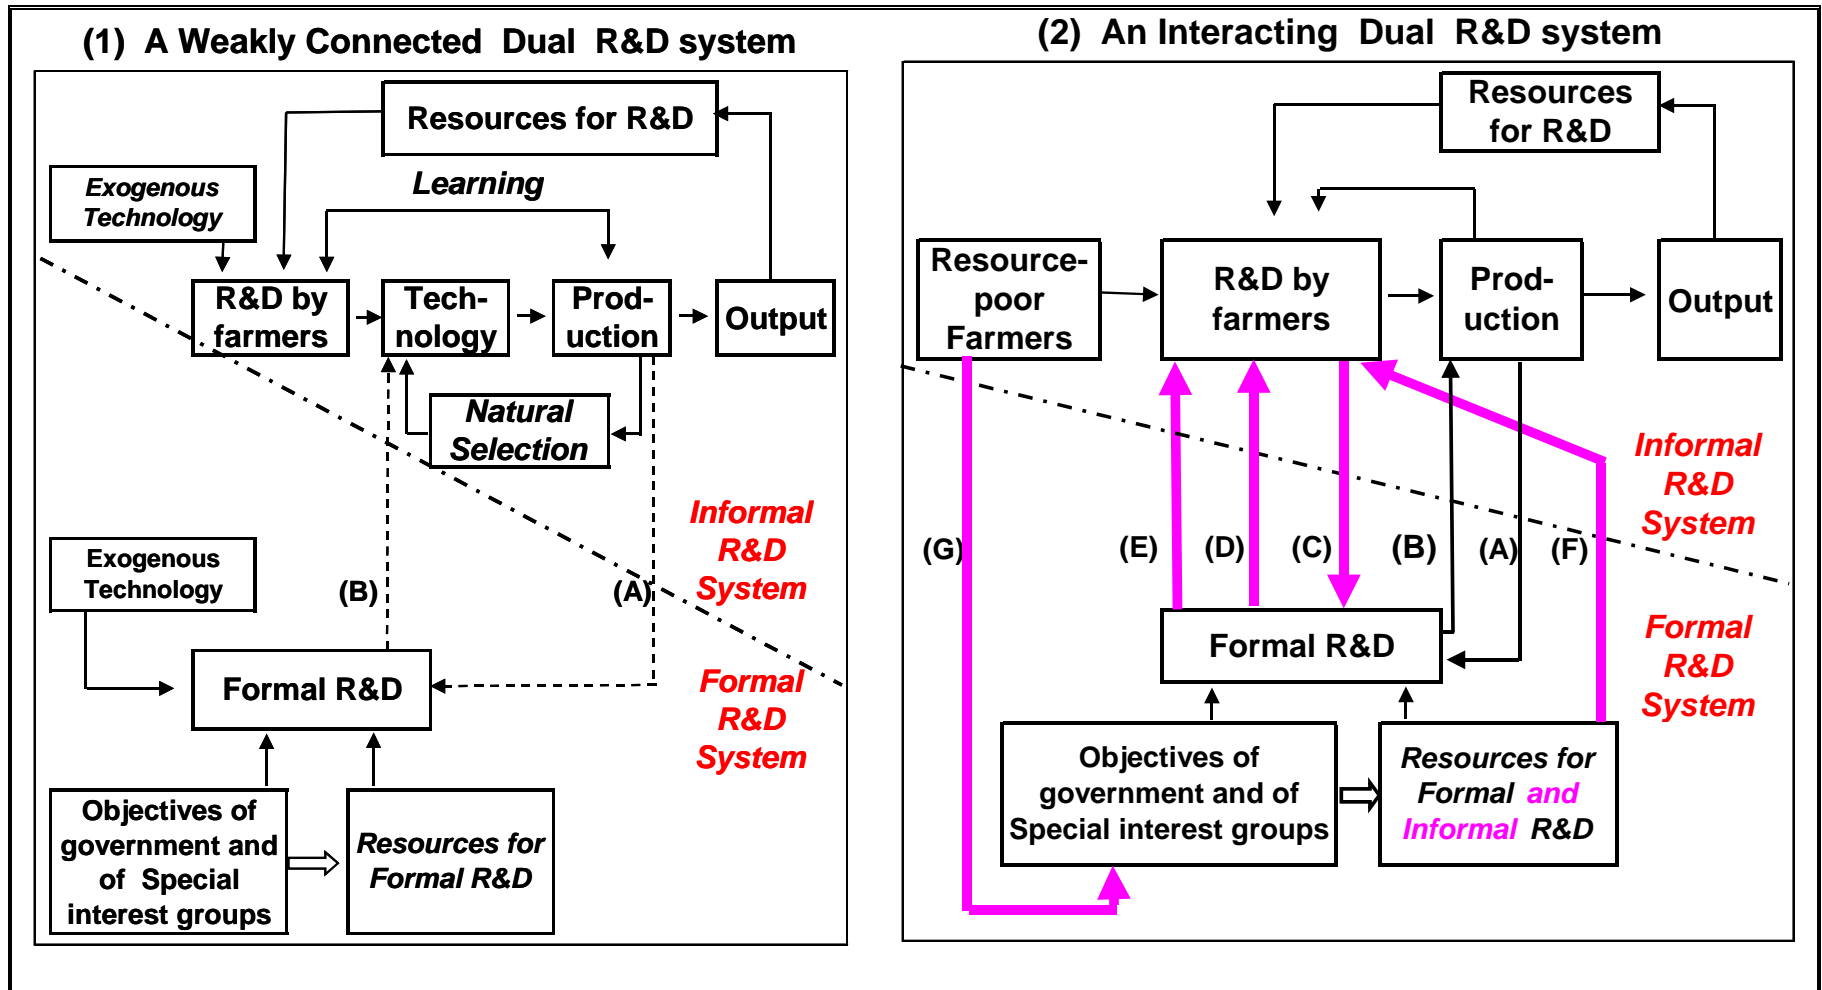 (1) A Weakly Connected Dual R&D system
Resources for R&D
Exogenous
Technology
Learning
R&D by
farmers
Tech-
nology
Prod-
uction
Output
Natural
Selection
Informal
R&D
System
Exogenous
Technology
(B)
(A)
Formal R&D
Formal
R&D
System
Objectives of
government and
of Special
interest groups
Resources for
Formal R&D
(2) An Interacting Dual R&D system
Resources
for R&D
Resource-
poor
Farmers
R&D by
farmers
Prod-
uction
Output
Informal
R&D
System
(G)
(E)
(D)
(C)
(B)
(A)
(F)
Formal R&D
Formal
R&D
System
Objectives of
government and of
Special interest groups
Resources for
Formal and
Informal R&D